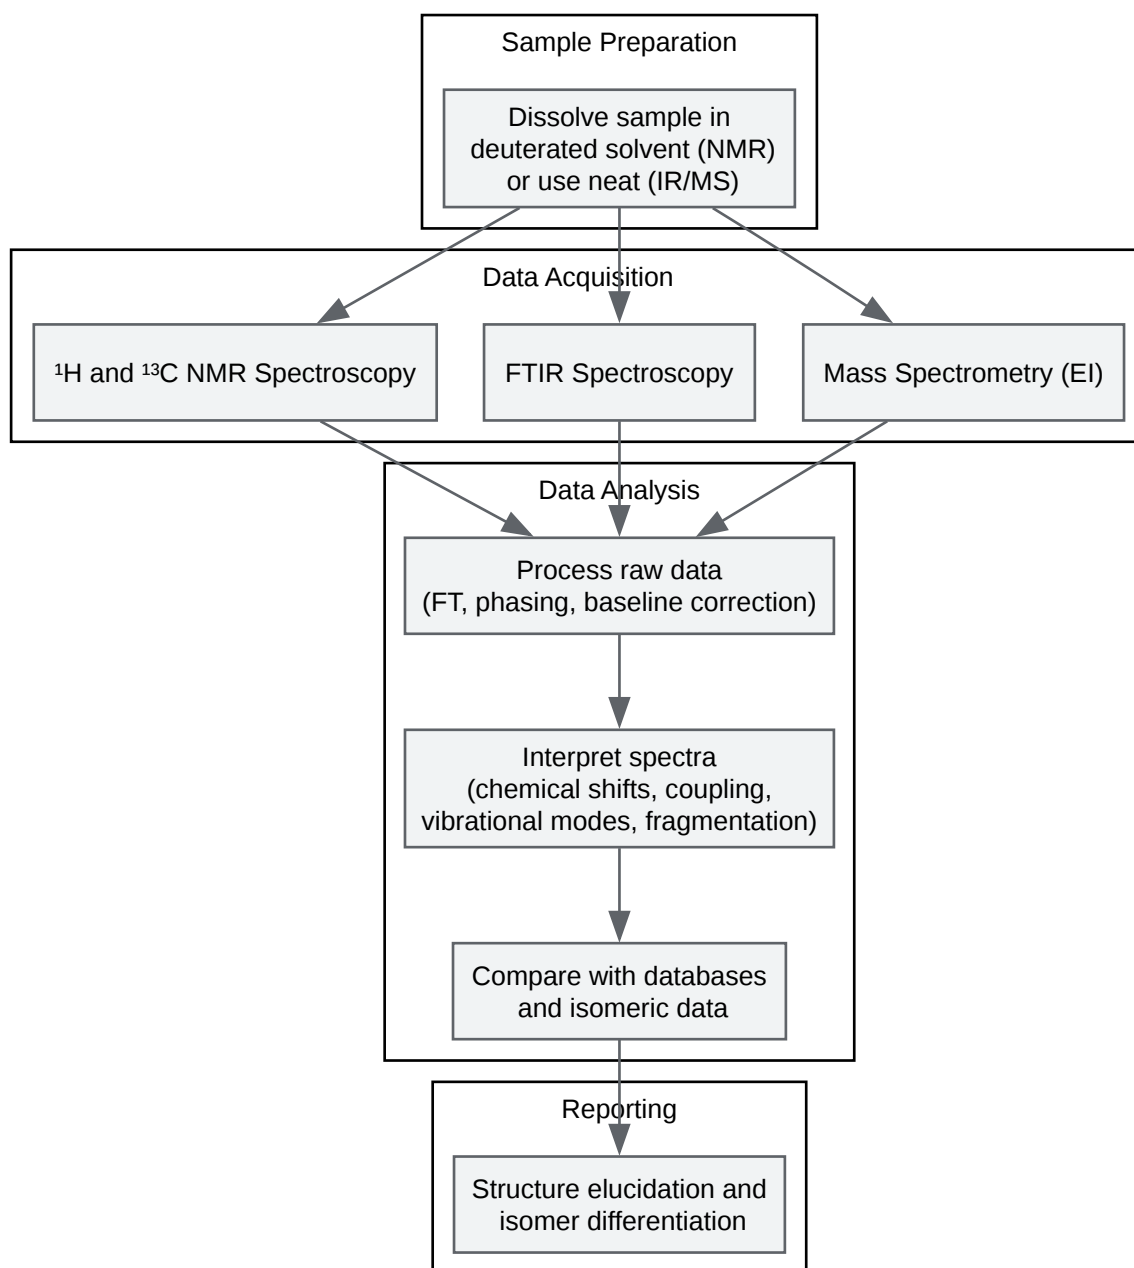 Sample Preparation
Dissolve sample in
deuterated solvent (NMR)
or use neat (IR/MS)
Data Acquisition
¹H and ¹³C NMR Spectroscopy
FTIR Spectroscopy
Mass Spectrometry (EI)
Data Analysis
Process raw data
(FT, phasing, baseline correction)
Interpret spectra
(chemical shifts, coupling,
vibrational modes, fragmentation)
Compare with databases
and isomeric data
Reporting
Structure elucidation and
isomer differentiation